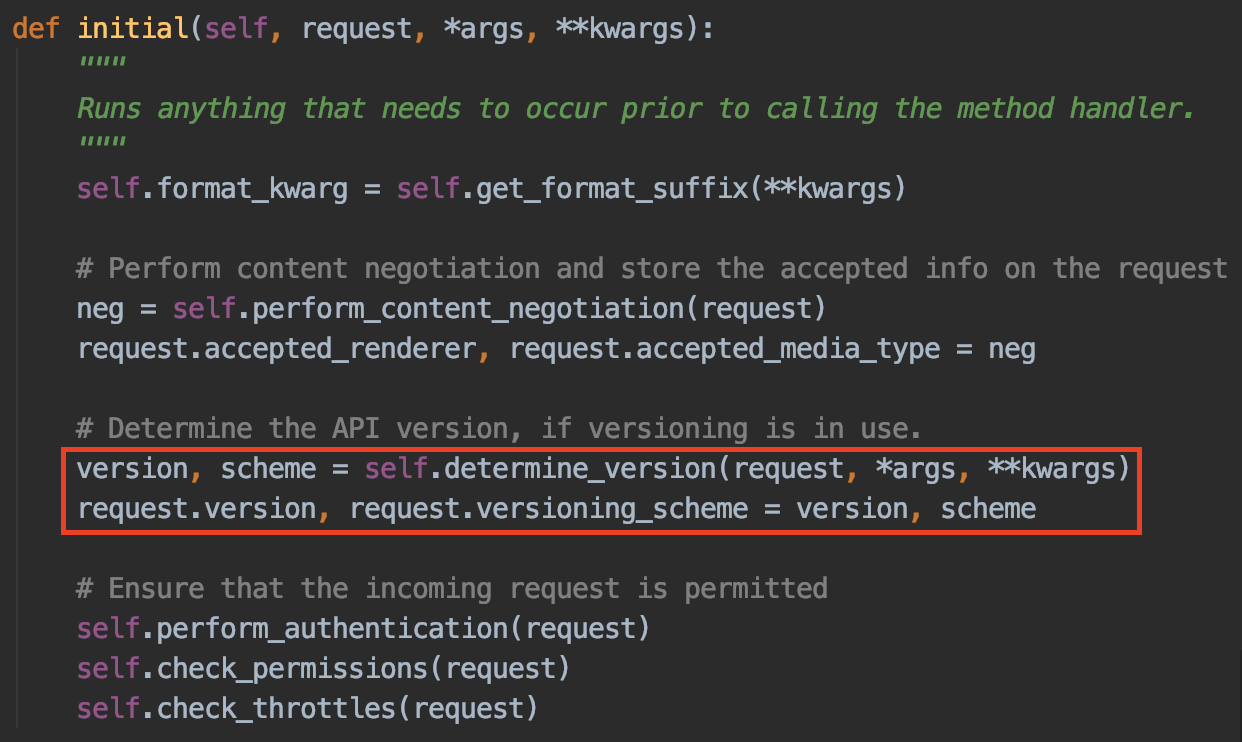 def initial(self, request, *args, **kwargs):
"""
Runs anything that needs to occur prior to calling the method handler.
"""
self.format_kwarg = self.get_format_suffix(**kwargs)
# Perform content negotiation and store the accepted info on the request
neg = self.perform_content_negotiation(request)
request.accepted_renderer, request.accepted_media_type = neg
# Determine the API version, if versioning is in use.
version, scheme = self.determine_version(request, *args, **kwargs)
request.version, request.versioning_scheme = version, scheme
# Ensure that the incoming request is permitted
self.perform_authentication(request)
self.check_permissions(request)
self.check_throttles(request)